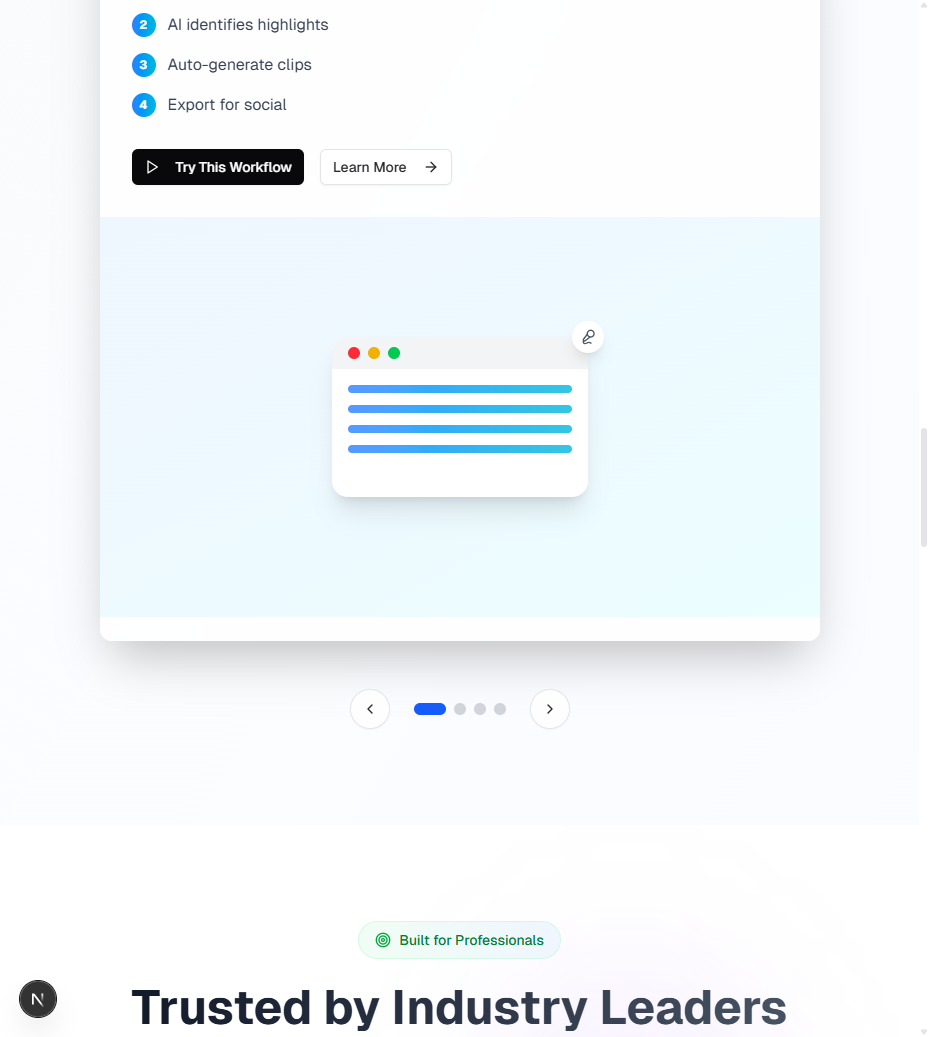 2 AI identifies highlights
3 Auto-generate clips
4 Export for social
Try This Workflow Learn More
Built for Professionals
Trusted by Industry Leaders
N